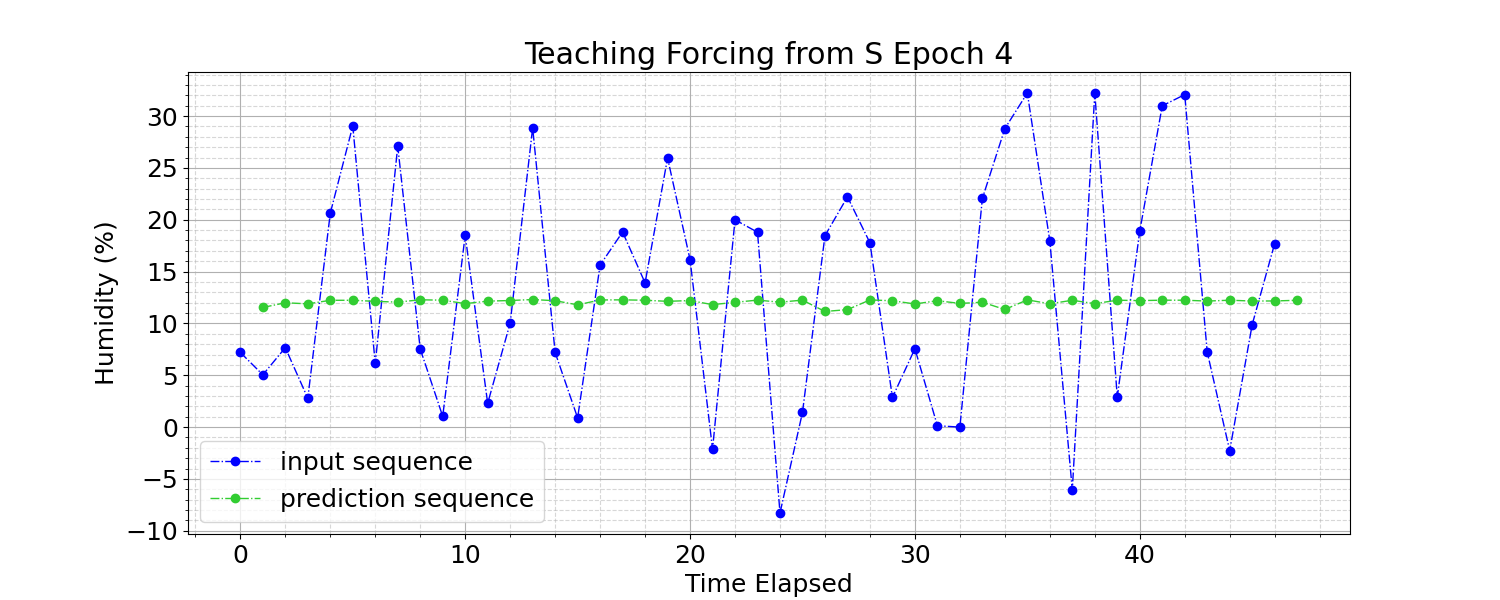 Teaching Forcing from S Epoch 4
Humidity (%)
30
25
20
15
10
5
0
−5
−10
input sequence
prediction sequence
0 10 20 30 40
Time Elapsed